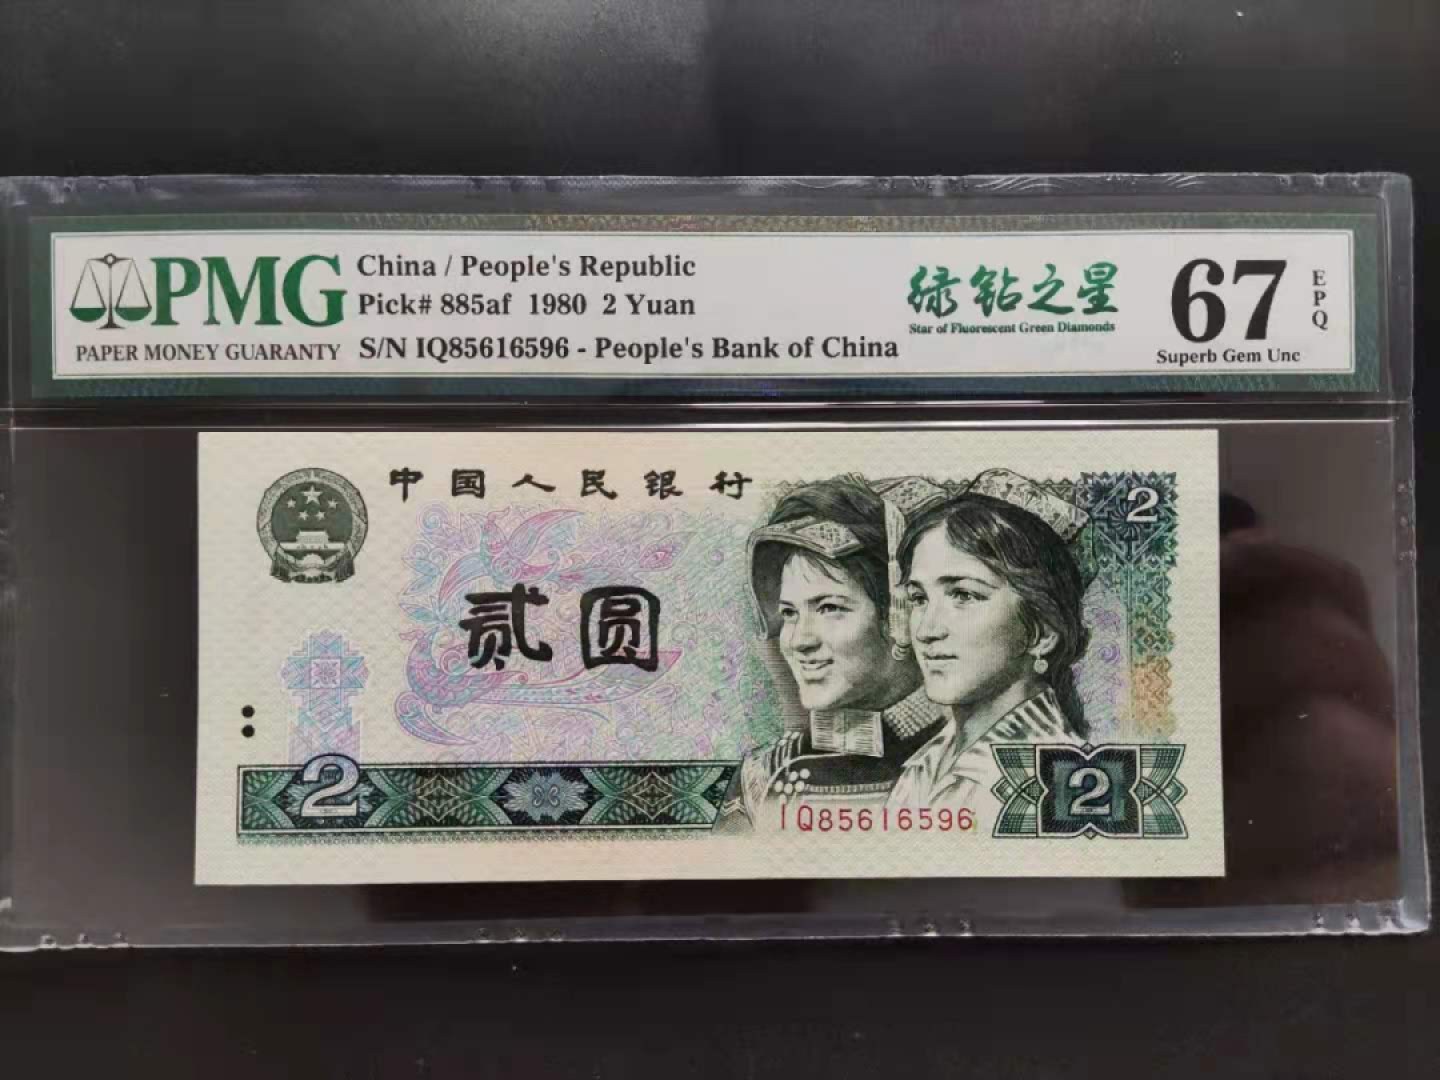 PMG
PAPER MONEY GUARANTY
China / People's Republic
Pick# 885af 1980 2 Yuan
S/N IQ85616596 - People's Bank of China
绿钻之星
Star of Fluorescent Green Diamonds
67
Superb Gem Unc
EPQ
中国人民银行
2
贰圆
2
IQ85616596
2